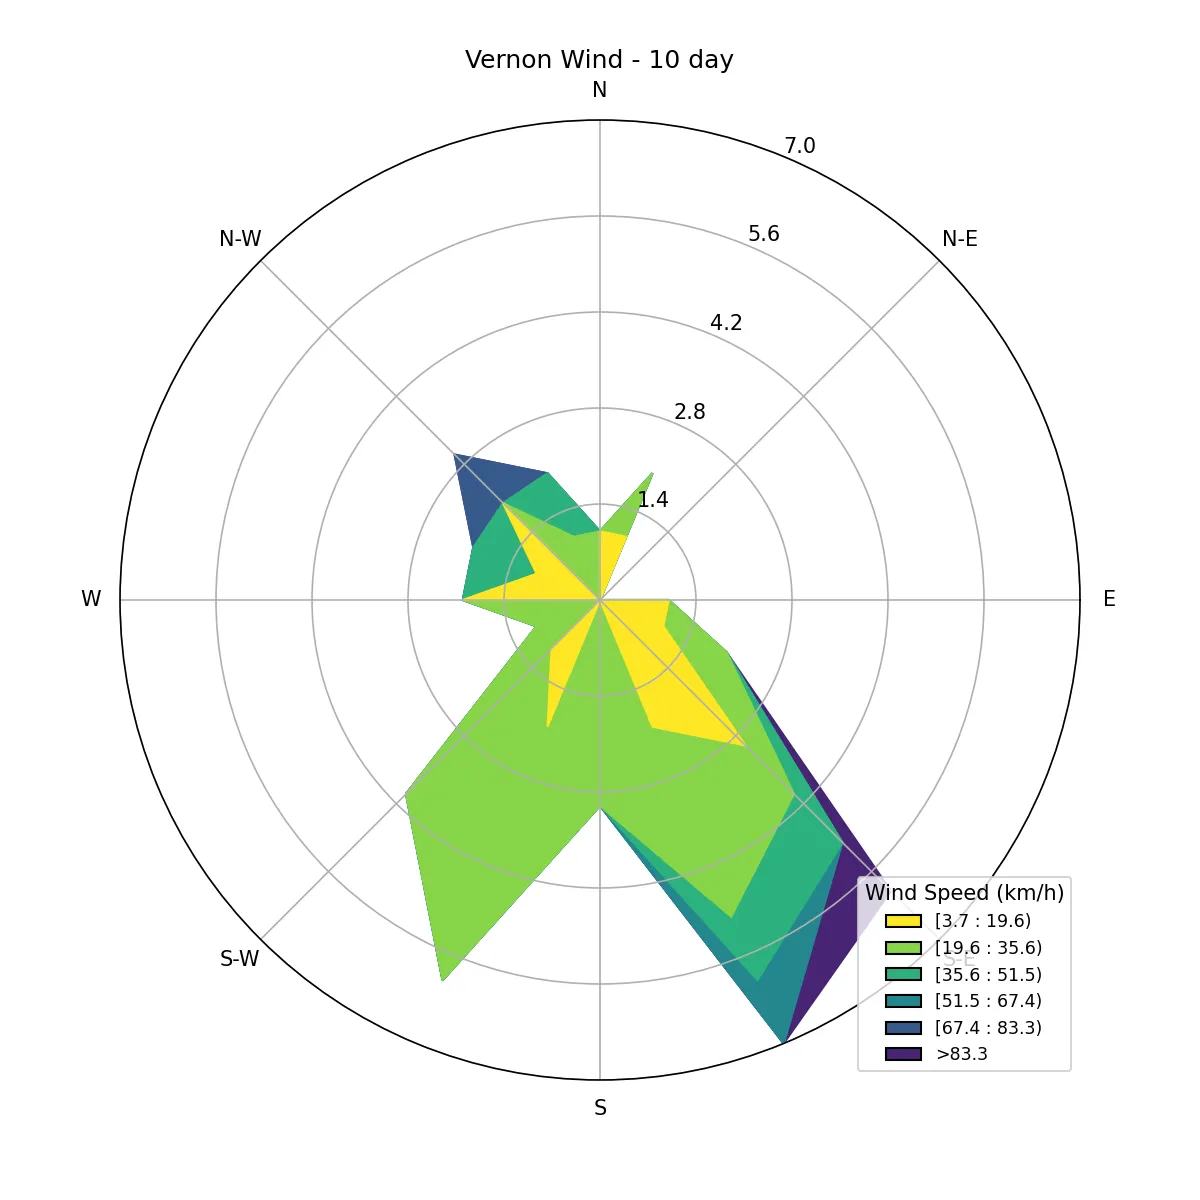 Vernon Wind - 10 day
N
7.0
N-W
5.6
N-E
4.2
2.8
1.4
W
E
Wind Speed (km/h)
[3.7 : 19.6)
[19.6 : 35.6)
S-W
S-E
[35.6 : 51.5)
[51.5 : 67.4)
[67.4 : 83.3)
>83.3
S